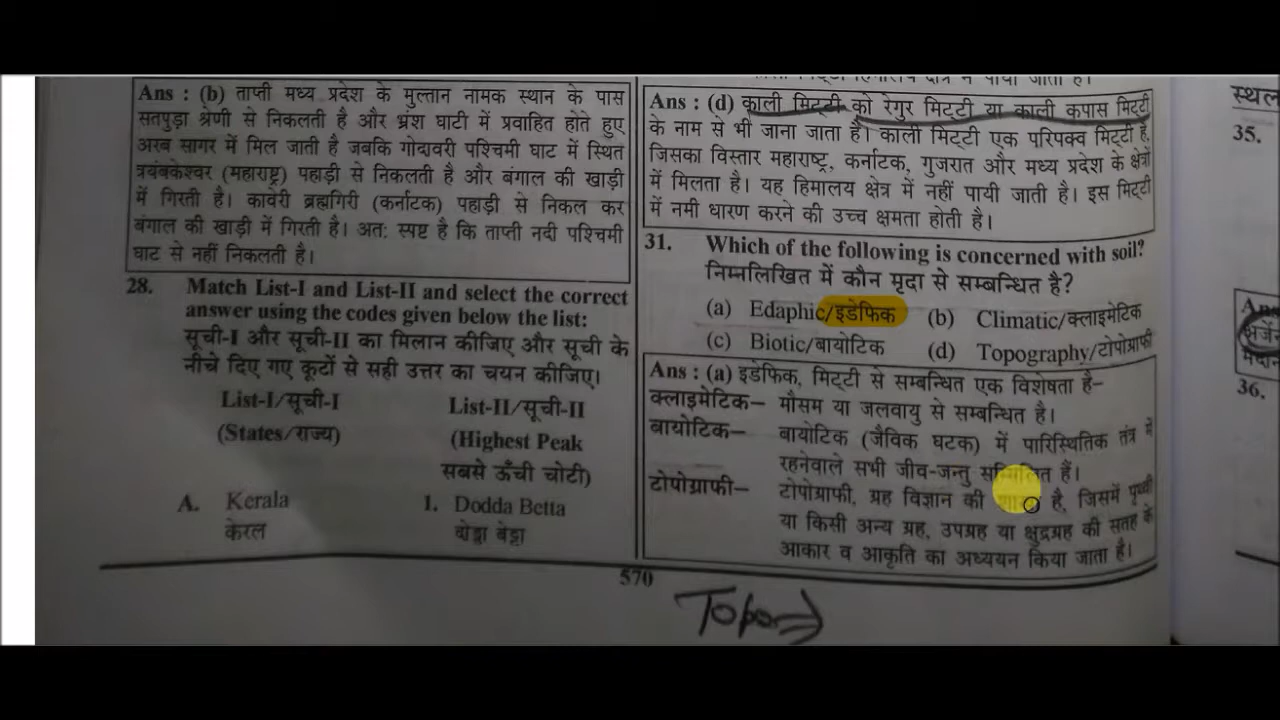 Ans : (b) ताप्ती मध्य प्रदेश के मुल्तान नामक स्थान के पास
सतपुड़ा श्रेणी से निकलती है और भ्रंश घाटी में प्रवाहित होते हुए
अरब सागर में मिल जाती है जबकि गोदावरी पश्चिमी घाट में स्थित
त्रयंबकेश्वर (महाराष्ट्र) पहाड़ी से निकलती है और बंगाल की खाड़ी
में गिरती है। कावेरी ब्रह्मगिरी (कर्नाटक) पहाड़ी से निकल कर
बंगाल की खाड़ी में गिरती है। अत: स्पष्ट है कि ताप्ती नदी पश्चिमी
घाट से नहीं निकलती है।
28. Match List-I and List-II and select the correct
answer using the codes given below the list:
सूची-I और सूची-II का मिलान कीजिए और सूची के
नीचे दिए गए कूटों से सही उत्तर का चयन कीजिए।
List-I/सूची-I List-II/सूची-II
(States/राज्य) (Highest Peak
सबसे ऊँची चोटी)
A. Kerala 1. Dodda Betta
केरल दोड्डा बेट्टा
570
Ans : (d) काली मिट्टी को रेगुर मिट्टी या काली कपास मिट्टी
के नाम से भी जाना जाता है। काली मिट्टी एक परिपक्व मिट्टी है,
जिसका विस्तार महाराष्ट्र, कर्नाटक, गुजरात और मध्य प्रदेश के क्षेत्रों
में मिलता है। यह हिमालय क्षेत्र में नहीं पायी जाती है। इस मिट्टी
में नमी धारण करने की उच्च क्षमता होती है।
31. Which of the following is concerned with soil?
निम्नलिखित में कौन मृदा से सम्बन्धित है?
(a) Edaphic/इडेफिक (b) Climatic/क्लाइमेटिक
(c) Biotic/बायोटिक (d) Topography/टोपोग्राफी
Ans : (a) इडेफिक, मिट्टी से सम्बन्धित एक विशेषता है–
क्लाइमेटिक– मौसम या जलवायु से सम्बन्धित है।
बायोटिक– बायोटिक (जैविक घटक) में पारिस्थितिक तंत्र में
रहनेवाले सभी जीव-जन्तु सम्मिलित हैं।
टोपोग्राफी– टोपोग्राफी, ग्रह विज्ञान की शाखा है, जिसमें पृथ्वी
या किसी अन्य ग्रह, उपग्रह या क्षुद्रग्रह की सतह के
आकार व आकृति का अध्ययन किया जाता है।
स्थल
35.
36.